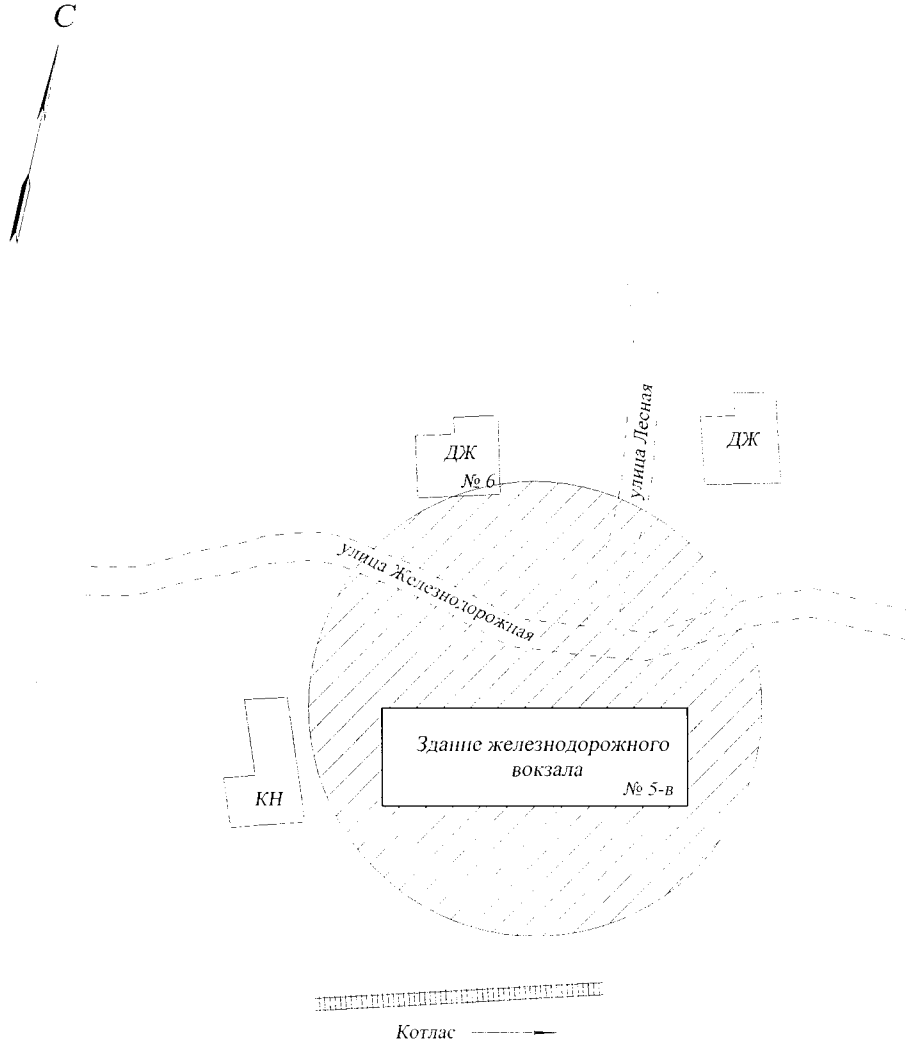 С
улица Лесная
ДЖ
№ 6
ДЖ
улица Железнодорожная
Здание железнодорожного
вокзала
№ 5-в
КН
Котлас